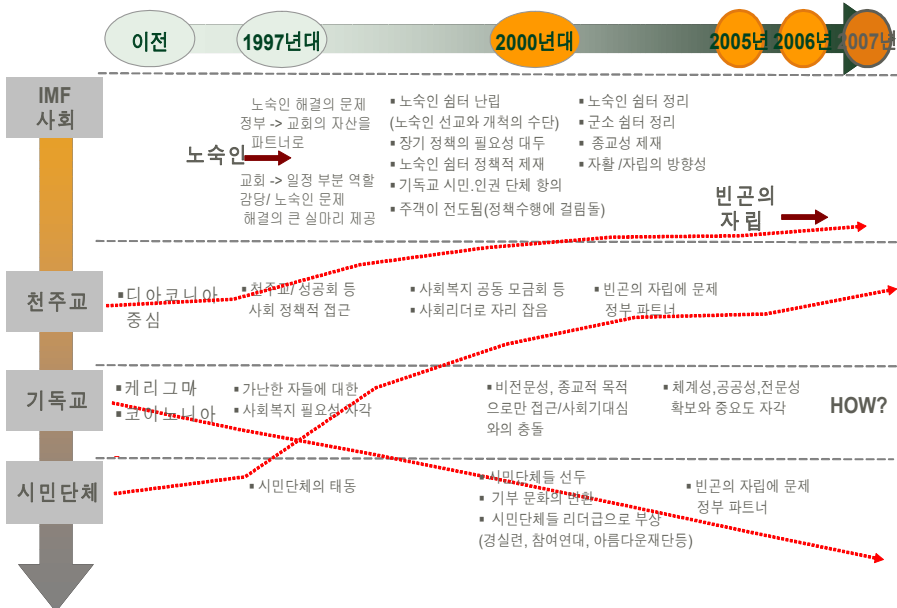 이전
1997년대
2000년대
2005년
2006년
2007년
IMF
사회
노숙인
노숙인 해결의 문제
정부 -> 교회의 자산을
파트너로
교회 -> 일정 부분 역할
감당/ 노숙인 문제
해결의 큰 실마리 제공
▪ 노숙인 쉼터 난립
(노숙인 선교와 개척의 수단)
▪ 장기 정책의 필요성 대두
▪ 노숙인 쉼터 정책적 제재
▪ 기독교 시민.인권 단체 항의
▪ 주객이 전도됨(정책수행에 걸림돌)
▪ 노숙인 쉼터 정리
▪ 군소 쉼터 정리
▪ 종교성 제재
▪ 자활 /자립의 방향성
빈곤의
자립
천주교
▪디아코니아
중심
▪ 천주교/ 성공회 등
사회 정책적 접근
▪ 사회복지 공동 모금회 등
▪ 사회리더로 자리 잡음
▪ 빈곤의 자립에 문제
정부 파트너
기독교
▪케리그마
▪코이노니아
▪ 가난한 자들에 대한
▪ 사회복지 필요성 자각
▪ 비전문성, 종교적 목적
으로만 접근/사회기대심
와의 충돌
▪ 체계성,공공성,전문성
확보와 중요도 자각
HOW?
시민단체
▪ 시민단체의 태동
▪ 시민단체들 선두
▪ 기부 문화의
▪ 시민단체들 리더급으로 부상
(경실련, 참여연대, 아름다운재단등)
▪ 빈곤의 자립에 문제
정부 파트너